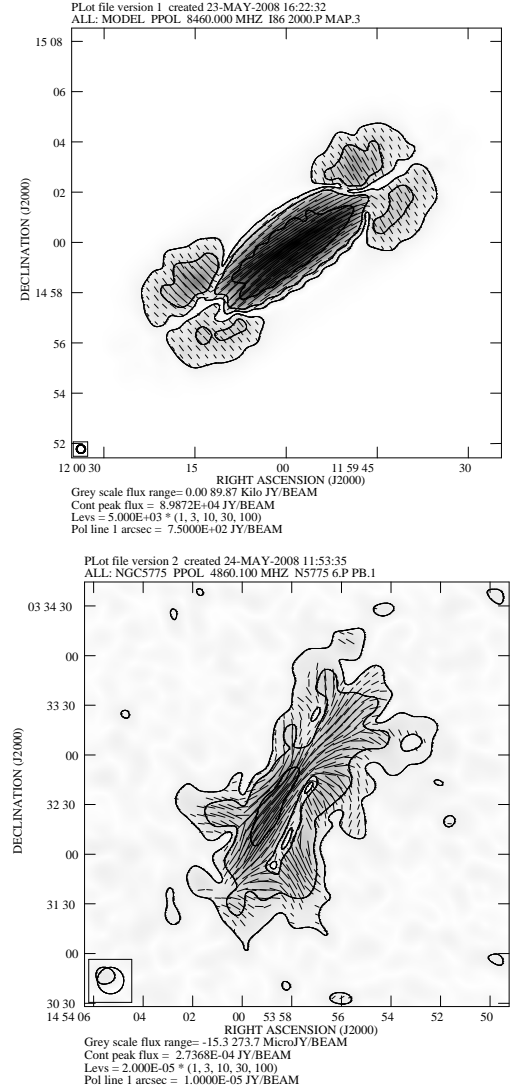 PLot file version 1 created 23-MAY-2008 16:22:32
ALL: MODEL PPOL 8460.000 MHZ I86 2000.P MAP.3
15 08
06
04
02
00
14 58
56
54
52
DECLINATION (J2000)
12 00 30 15 00 11 59 45 30
RIGHT ASCENSION (J2000)
Grey scale flux range= 0.00 89.87 Kilo JY/BEAM
Cont peak flux = 8.9872E+04 JY/BEAM
Levs = 5.000E+03 * (1, 3, 10, 30, 100)
Pol line 1 arcsec = 7.5000E+02 JY/BEAM
PLot file version 2 created 24-MAY-2008 11:53:35
ALL: NGC5775 PPOL 4860.100 MHZ N5775 6.P PB.1
03 34 30
00
33 30
00
32 30
00
31 30
00
30 30
DECLINATION (J2000)
14 54 06 04 02 00 53 58 56 54 52 50
RIGHT ASCENSION (J2000)
Grey scale flux range= -15.3 273.7 MicroJY/BEAM
Cont peak flux = 2.7368E-04 JY/BEAM
Levs = 2.000E-05 * (1, 3, 10, 30, 100)
Pol line 1 arcsec = 1.0000E-05 JY/BEAM